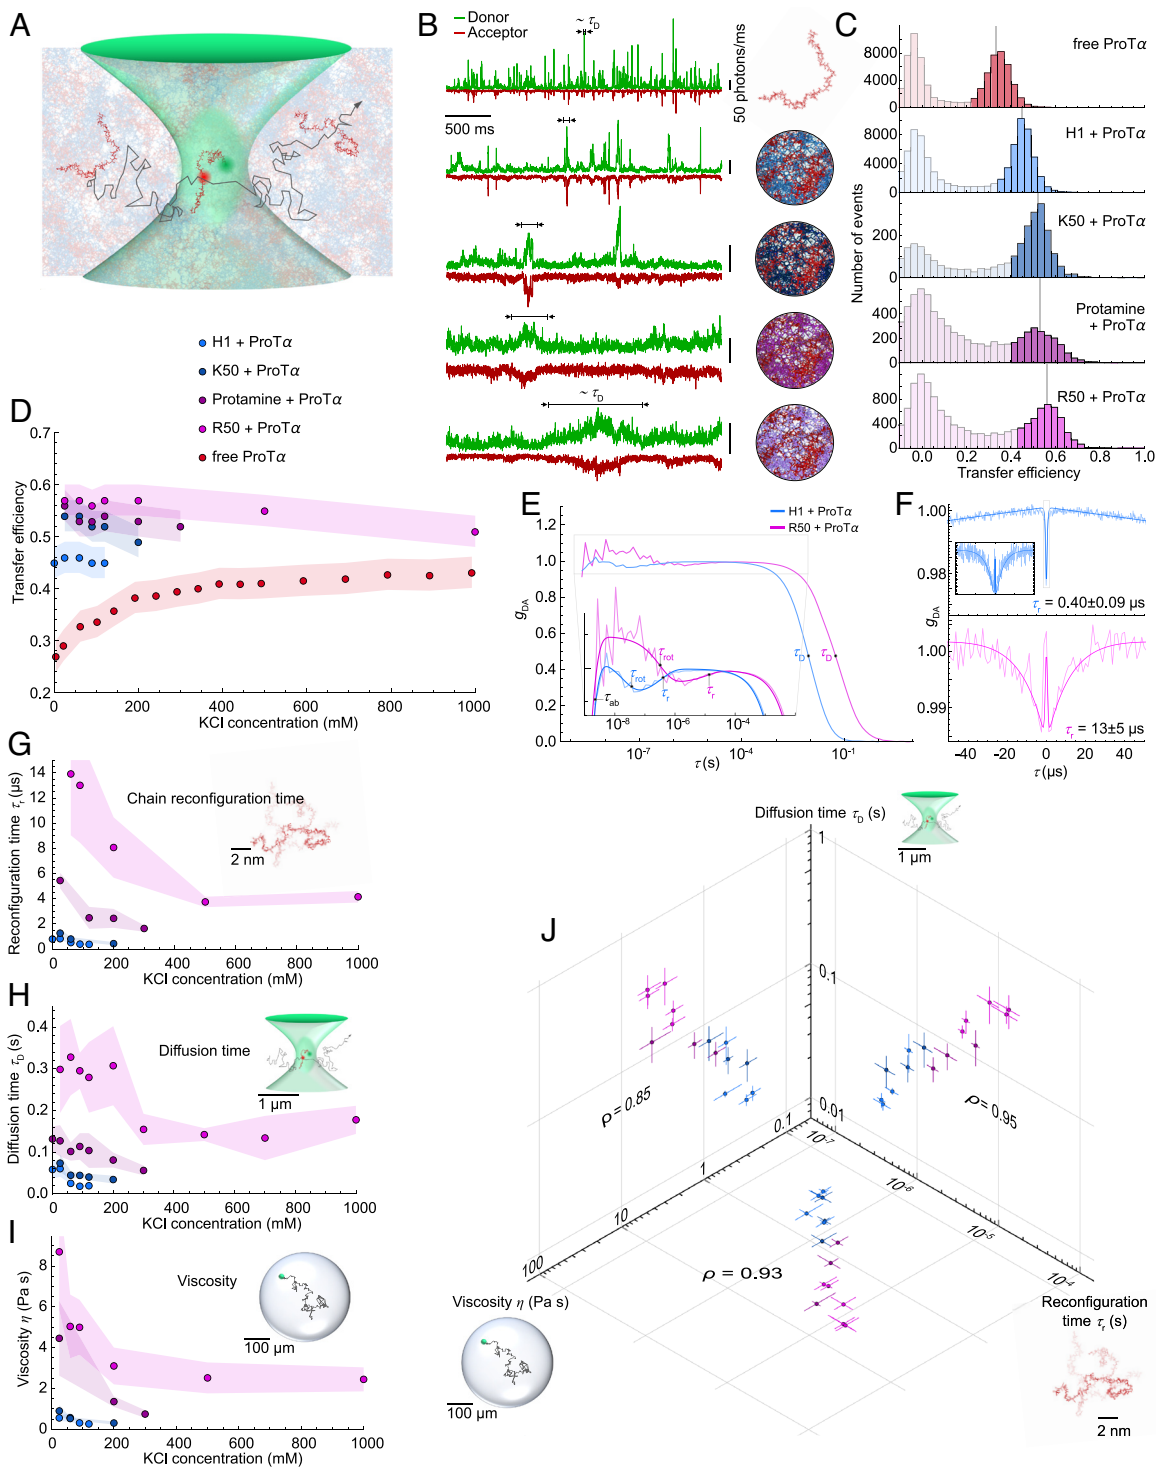 A
B
Donor
Acceptor
~ τD
500 ms
50 photons/ms
~ τD
C
10000
5000
0
free ProTα
8000
4000
0
H1 + ProTα
200
0
K50 + ProTα
400
200
0
Protamine
+ ProTα
1000
500
0
R50 + ProTα
Number of events
0.0 0.2 0.4 0.6 0.8 1.0
Transfer efficiency
H1 + ProTα
K50 + ProTα
Protamine + ProTα
R50 + ProTα
free ProTα
D
0.7
0.6
0.5
0.4
0.3
0.2
Transfer efficiency
0 200 400 600 800 1000
KCl concentration (mM)
E
H1 + ProTα
R50 + ProTα
1.2
1.0
0.8
0.6
0.4
0.2
0.0
gDA
τrot
τrot
τr
τr
τab
τD
τD
10-8 10-6 10-4
10-7 10-4 10-1
τ (s)
F
1.00
0.98
τr = 0.40±0.09 µs
gDA
1.00
0.99
τr = 13±5 µs
-40 -20 0 20 40
τ (µs)
G
14
12
10
8
6
4
2
0
Reconfiguration time τr (µs)
Chain reconfiguration time
2 nm
0 200 400 600 800 1000
KCl concentration (mM)
H
0.4
0.3
0.2
0.1
0.0
Diffusion time τD (s)
Diffusion time
1 µm
0 200 400 600 800 1000
KCl concentration (mM)
I
8
6
4
2
0
Viscosity η (Pa s)
Viscosity
100 µm
0 200 400 600 800 1000
KCl concentration (mM)
J
Diffusion time τD (s)
1 µm
1
0.1
0.01
ρ = 0.85
ρ = 0.95
ρ = 0.93
0.1
1
10
100
10-7
10-6
10-5
10-4
Viscosity η (Pa s)
100 µm
Reconfiguration
time τr (s)
2 nm